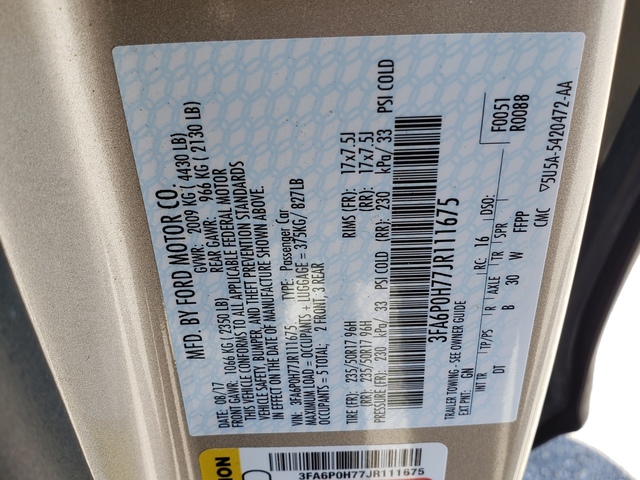 MFD. BY FORD MOTOR CO.
DATE: 08/17 GVWR: 2009 KG ( 4430 LB)
FRONT GAWR: 1066 KG ( 2350 LB) REAR GAWR: 966 KG ( 2130 LB)
THIS VEHICLE CONFORMS TO ALL APPLICABLE FEDERAL MOTOR
VEHICLE SAFETY, BUMPER, AND THEFT PREVENTION STANDARDS
IN EFFECT ON THE DATE OF MANUFACTURE SHOWN ABOVE.
VIN: 3FA6P0H77JR111675 TYPE: Passenger Car
MAXIMUM LOAD = OCCUPANTS + LUGGAGE = 375KG/ 827LB
OCCUPANTS = 5 TOTAL: 2 FRONT, 3 REAR
TIRE (FR): 235/50R17 96H RIMS (FR): 17x7.5J
(RR): 235/50R17 96H (RR): 17x7.5J
PRESSURE (FR): 230 kPa/ 33 PSI COLD (RR): 230 kPa/ 33 PSI COLD
3FA6P0H77JR111675
TRAILER TOWING - SEE OWNER GUIDE
F0051
EXT PNT: GN RC: 16 DSO: R0088
INT TR TP/PS R AXLE TR SPR
DT B 30 W FFPP
CMC ▽5U5A-5420472-AA
3FA6P0H77JR111675